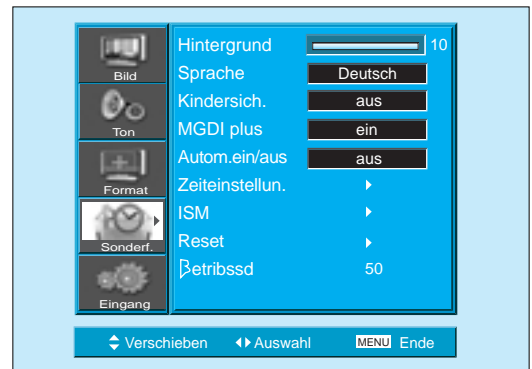 Bild
Ton
Format
Sonderf.
Eingang
Hintergrund 10
Sprache Deutsch
Kindersich. aus
MGDI plus ein
Autom.ein/aus aus
Zeiteinstellun.
ISM
Reset
βetribssd 50
Verschieben Auswahl MENU Ende